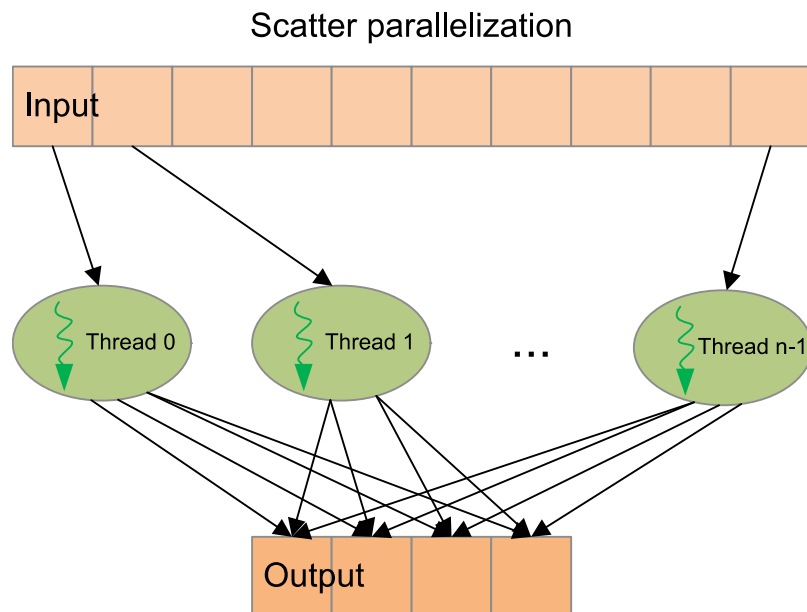 Scatter parallelization
Input
Thread 0
Thread 1
...
Thread n-1
Output